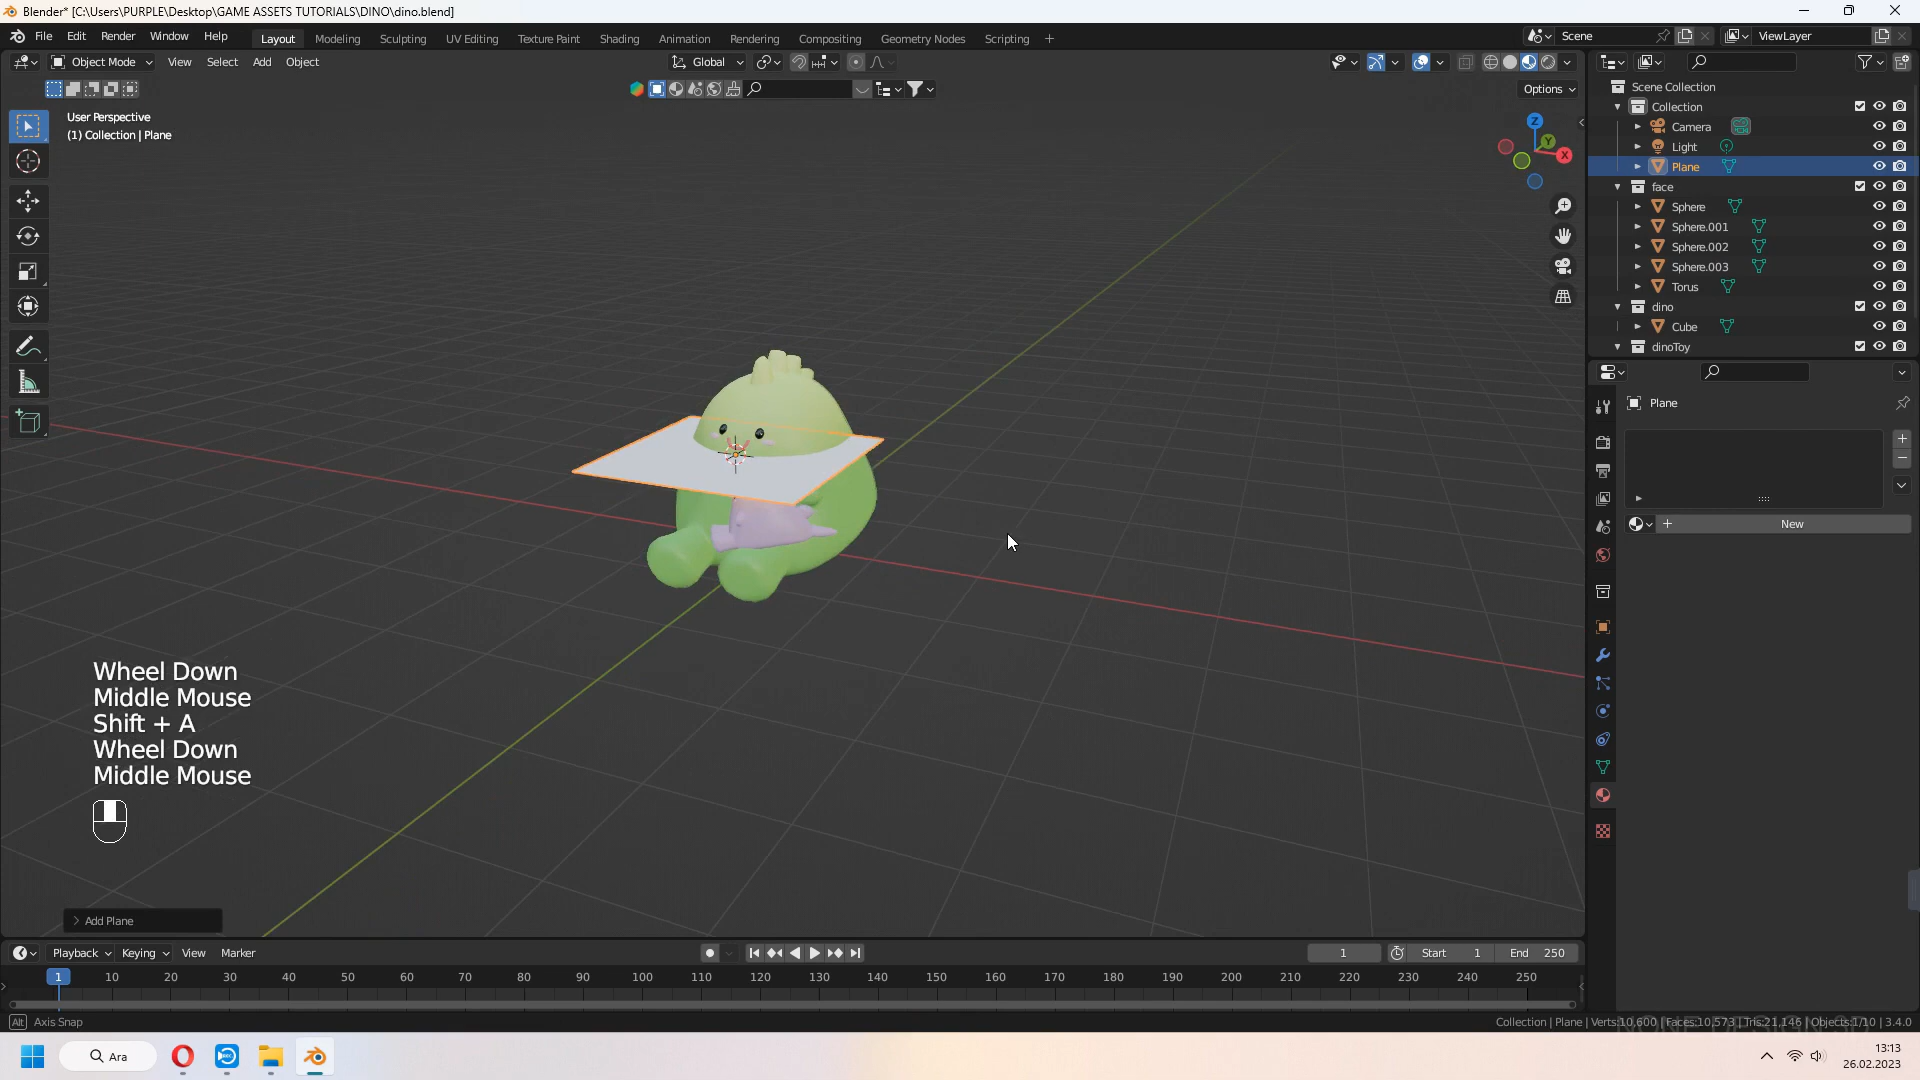 Blender* [C:\Users\PURPLE\Desktop\GAME ASSETS TUTORIALS\DINO\dino.blend]
File Edit Render Window Help Layout Modeling Sculpting UV Editing Texture Paint Shading Animation Rendering Compositing Geometry Nodes Scripting + Scene ViewLayer
Object Mode View Select Add Object Global
Options
User Perspective
(1) Collection | Plane
Z
Y
X
Scene Collection
Collection
Camera
Light
Plane
face
Sphere
Sphere.001
Sphere.002
Sphere.003
Torus
dino
Cube
dinoToy
Plane
New
Wheel Down
Middle Mouse
Shift + A
Wheel Down
Middle Mouse
Add Plane
Playback Keying View Marker 1 Start 1 End 250
1 10 20 30 40 50 60 70 80 90 100 110 120 130 140 150 160 170 180 190 200 210 220 230 240 250
Alt Axis Snap
Collection | Plane | Verts:10,600 | Faces:10,573 | Tris:21,146 | Objects:1/10 | 3.4.0
Ara
13:13
26.02.2023